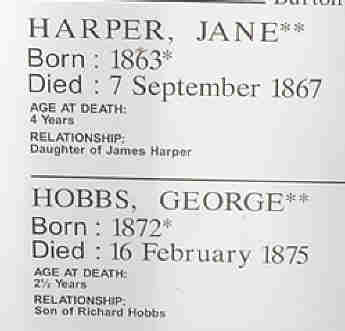 HARPER, JANE**
Born : 1863*
Died : 7 September 1867
AGE AT DEATH:
4 Years
RELATIONSHIP:
Daughter of James Harper
HOBBS, GEORGE**
Born : 1872*
Died : 16 February 1875
AGE AT DEATH:
2½ Years
RELATIONSHIP:
Son of Richard Hobbs